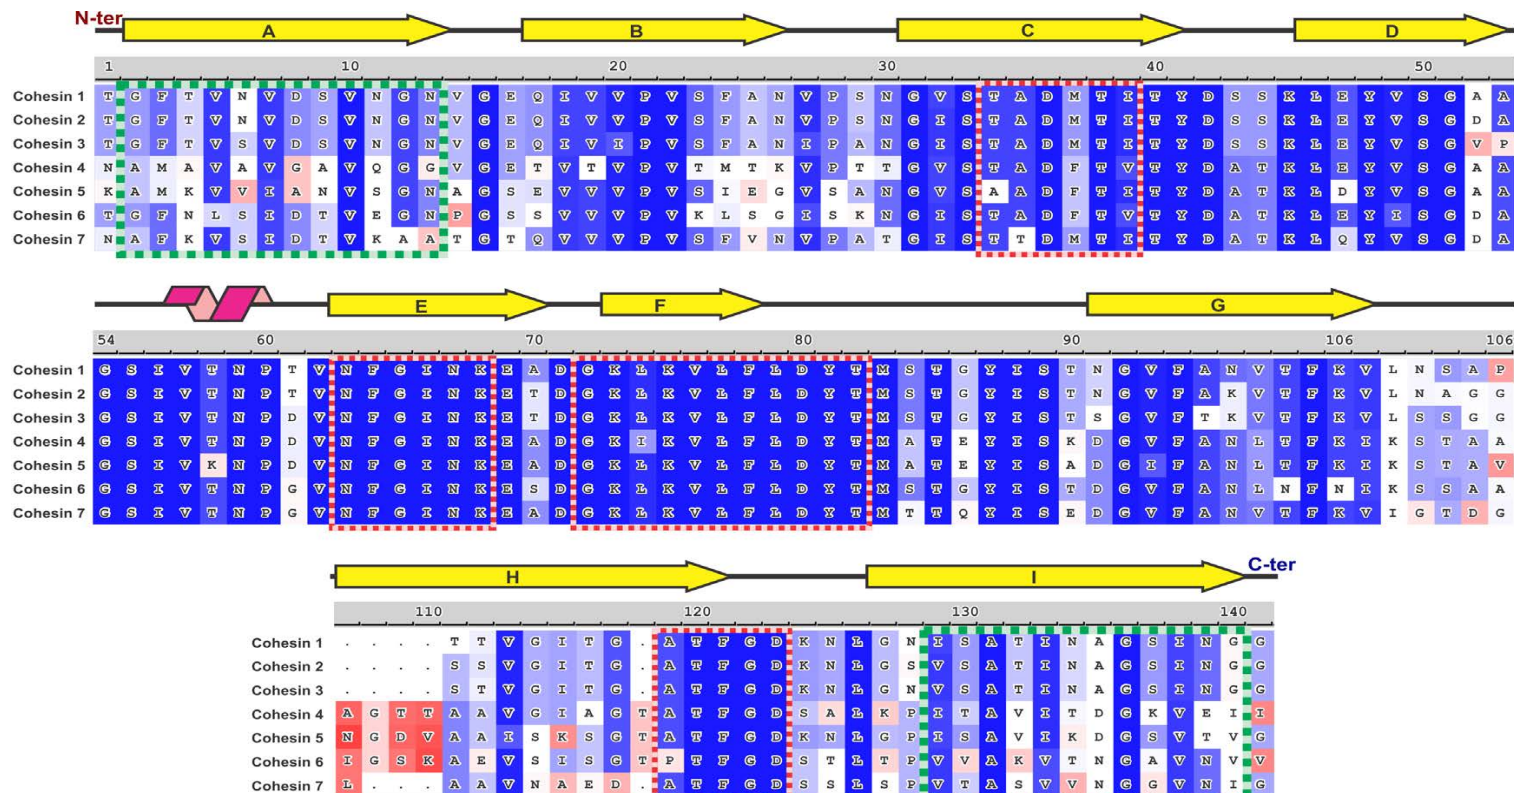 N-ter A B C D
1 10 20 30 40 50
Cohesin 1 T G F T V N V D S V N G N V G E Q I V V P V S F A N V P S N G V S T A D M T I T Y D S S K L E Y V S G A A
Cohesin 2 T G F T V N V D S V N G N V G E Q I V V P V S F A N V P S N G I S T A D M T I T Y D S S K L E Y V S G D A
Cohesin 3 T G F T V S V D S V N G N V G E Q I V I P V S F A N I P A N G I S T A D M T I T Y D S S K L E Y V S G V P
Cohesin 4 N A M A V A V G A V Q G G V G E T V T V P V T M T K V P T T G V S T A D F T V T Y D A T K L E Y V S G A A
Cohesin 5 K A M K V V I A N V S G N A G S E V V V P V S I E G V S A N G V S A A D F T I T Y D A T K L D Y V S G A A
Cohesin 6 T G F N L S I D T V E G N P G S S V V V P V K L S G I S K N G I S T A D F T V T Y D A T K L E Y I S G D A
Cohesin 7 N A F K V S I D T V K A A T G T Q V V V P V S F V N V P A T G I S T T D M T I T Y D A T K L Q Y V S G D A
E F G
54 60 70 80 90 106 106
Cohesin 1 G S I V T N P T V N F G I N K E A D G K L K V L F L D Y T M S T G Y I S T N G V F A N V T F K V L N S A P
Cohesin 2 G S I V T N P T V N F G I N K E T D G K L K V L F L D Y T M S T G Y I S T N G V F A K V T F K V L N A G G
Cohesin 3 G S I V T N P D V N F G I N K E T D G K L K V L F L D Y T M S T G Y I S T S G V F T K V T F K V L S S G G
Cohesin 4 G S I V T N P D V N F G I N K E A D G K I K V L F L D Y T M A T E Y I S K D G V F A N L T F K I K S T A A
Cohesin 5 G S I V K N P D V N F G I N K E A D G K L K V L F L D Y T M A T E Y I S A D G I F A N L T F K I K S T A V
Cohesin 6 G S I V T N P G V N F G I N K E S D G K L K V L F L D Y T M S T G Y I S T D G V F A N L N F N I K S S A A
Cohesin 7 G S I V T N P G V N F G I N K E A D G K L K V L F L D Y T M T T Q Y I S E D G V F A N V T F K V I G T D G
H I C-ter
110 120 130 140
Cohesin 1 . . . . T T V G I T G . A T F G D K N L G N I S A T I N A G S I N G G
Cohesin 2 . . . . S S V G I T G . A T F G D K N L G S V S A T I N A G S I N G G
Cohesin 3 . . . . S T V G I T G . A T F G D K N L G N V S A T I N A G S I N G G
Cohesin 4 A G T T A A V G I A G T A T F G D S A L K P I T A V I T D G K V E I I
Cohesin 5 N G D V A A I S K S G T A T F G D K N L G P I S A V I K D G S V T V G
Cohesin 6 I G S K A E V S I S G T P T F G D S T L T P V V A K V T N G A V N V V
Cohesin 7 L . . . A A V N A E D . A T F G D S S L S P V T A S V V N G G V N I G